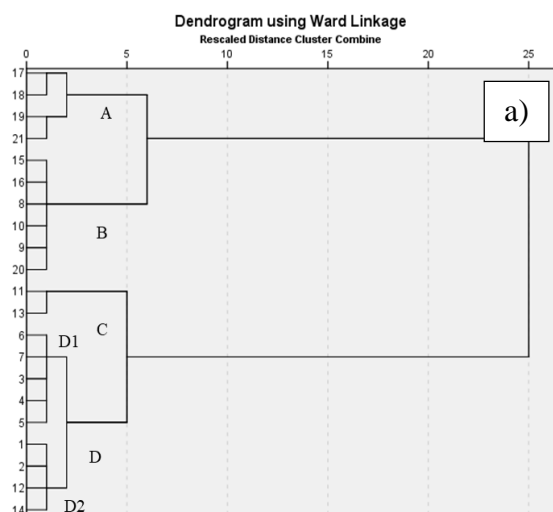 Dendrogram using Ward Linkage
Rescaled Distance Cluster Combine
0 5 10 15 20 25
a)
17
18
19
21
A
15
16
8
10
9
20
B
11
13
C
6
7
3
4
5
D1
1
2
12
14
D
D2